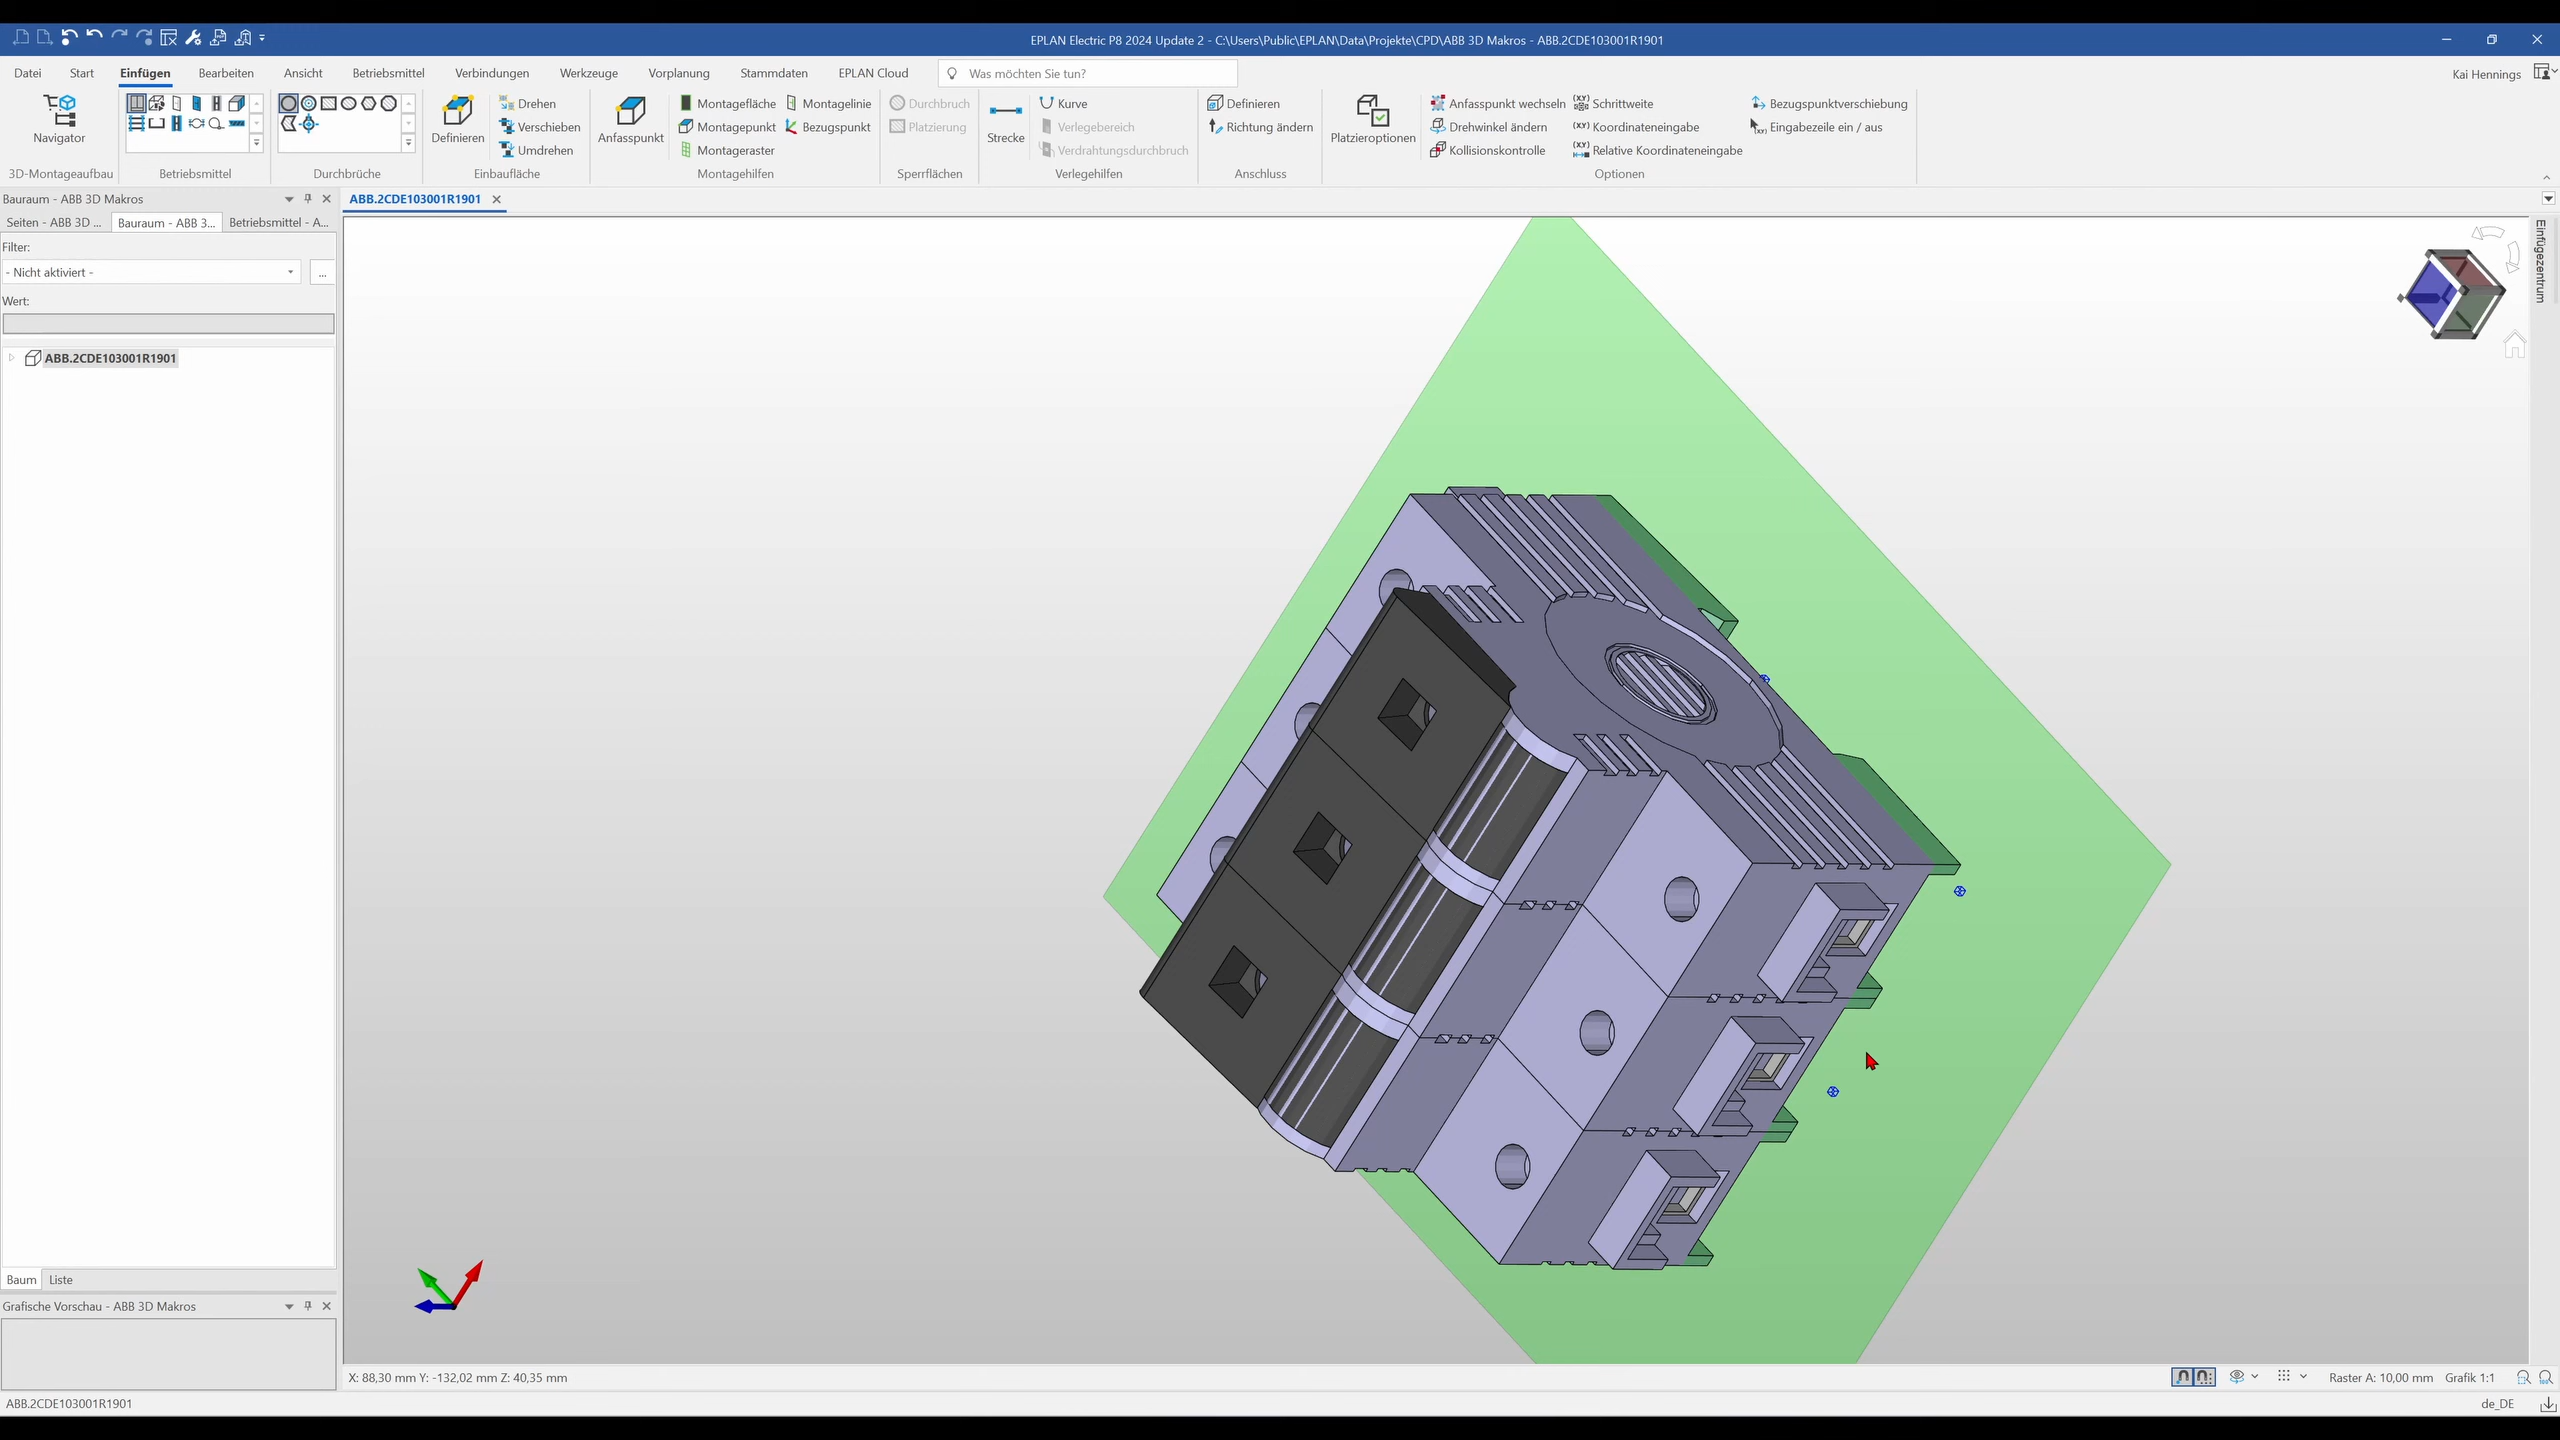 EPLAN Electric P8 2024 Update 2 - C:\Users\Public\EPLAN\Data\Projekte\CPD\ABB 3D Makros - ABB.2CDE103001R1901
Datei Start Einfügen Bearbeiten Ansicht Betriebsmittel Verbindungen Werkzeuge Vorplanung Stammdaten EPLAN Cloud Was möchten Sie tun? Kai Hennings
Navigator
3D-Montageaufbau
Betriebsmittel
Durchbrüche
Definieren
Drehen
Verschieben
Umdrehen
Einbaufläche
Anfasspunkt
Montagefläche
Montagepunkt
Montageraster
Montagelinie
Bezugspunkt
Montagehilfen
Durchbruch
Platzierung
Sperrflächen
Strecke
Kurve
Verlegebereich
Verdrahtungsdurchbruch
Verlegehilfen
Definieren
Richtung ändern
Anschluss
Platzieroptionen
Anfasspunkt wechseln
Drehwinkel ändern
Kollisionskontrolle
Schrittweite
Koordinateneingabe
Relative Koordinateneingabe
Bezugspunktverschiebung
Eingabezeile ein / aus
Optionen
Bauraum - ABB 3D Makros
Seiten - ABB 3D ... Bauraum - ABB 3... Betriebsmittel - A...
Filter:
- Nicht aktiviert -
...
Wert:
ABB.2CDE103001R1901
Baum Liste
Grafische Vorschau - ABB 3D Makros
ABB.2CDE103001R1901
Einfügezentrum
X: 88,30 mm Y: -132,02 mm Z: 40,35 mm
Raster A: 10,00 mm Grafik 1:1
ABB.2CDE103001R1901
de_DE